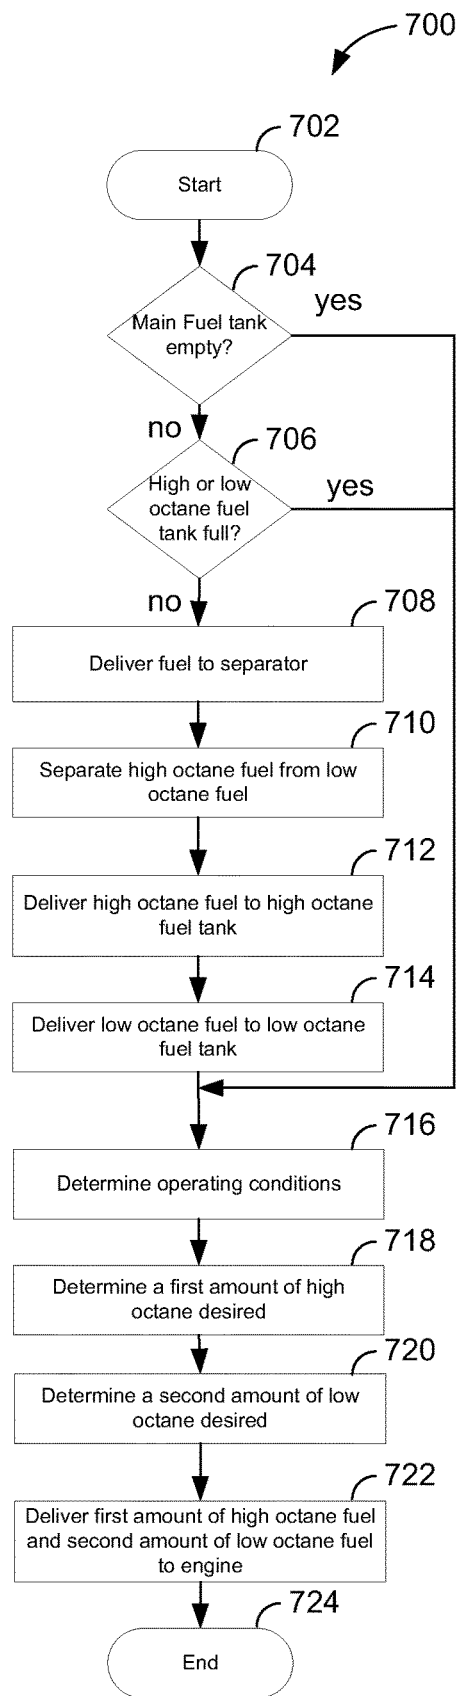 700
702
Start
704
Main Fuel tank
empty?
yes
no
706
High or low
octane fuel
tank full?
yes
no
708
Deliver fuel to separator
710
Separate high octane fuel from low
octane fuel
712
Deliver high octane fuel to high octane
fuel tank
714
Deliver low octane fuel to low octane
fuel tank
716
Determine operating conditions
718
Determine a first amount of high
octane desired
720
Determine a second amount of low
octane desired
722
Deliver first amount of high octane fuel
and second amount of low octane fuel
to engine
724
End